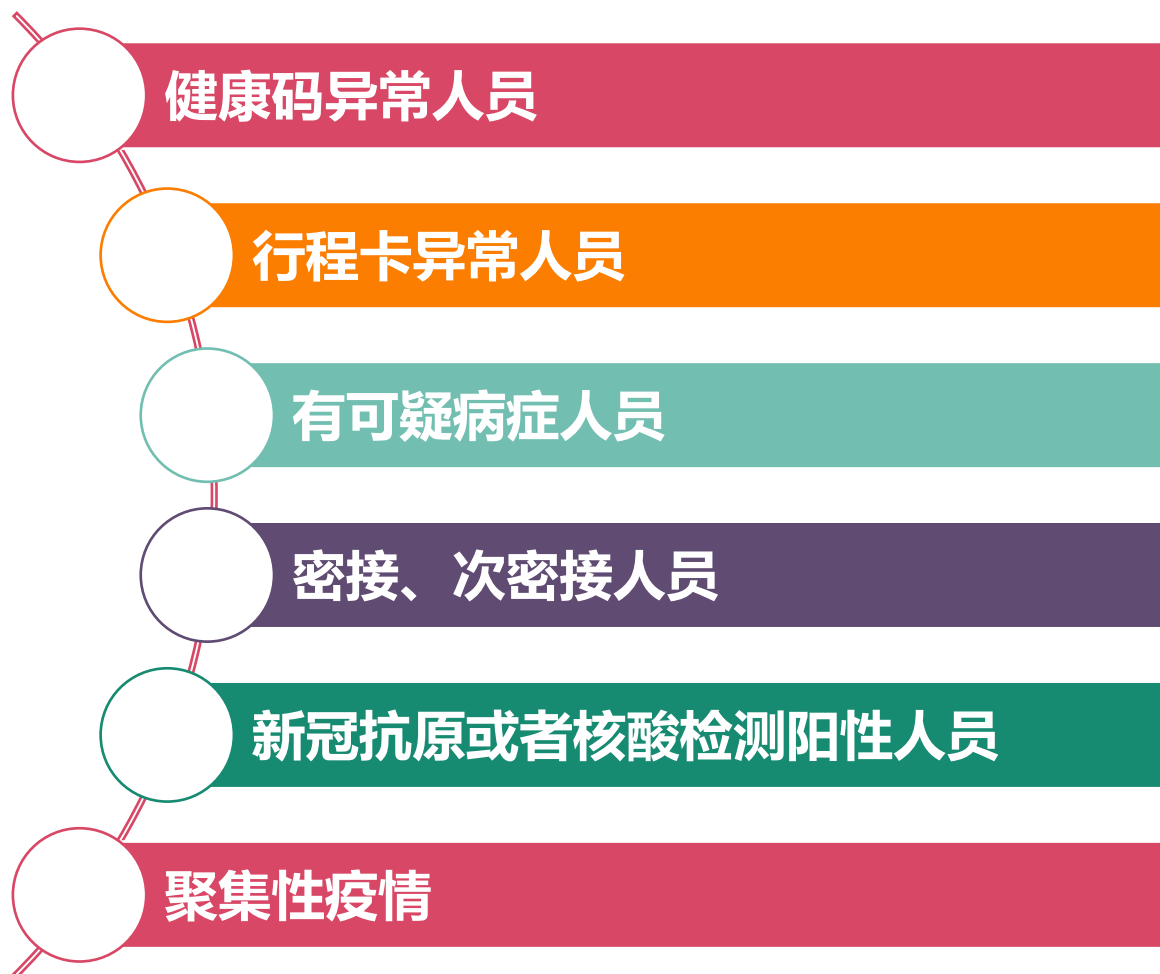 健康码异常人员
行程卡异常人员
有可疑病症人员
密接、次密接人员
新冠抗原或者核酸检测阳性人员
聚集性疫情